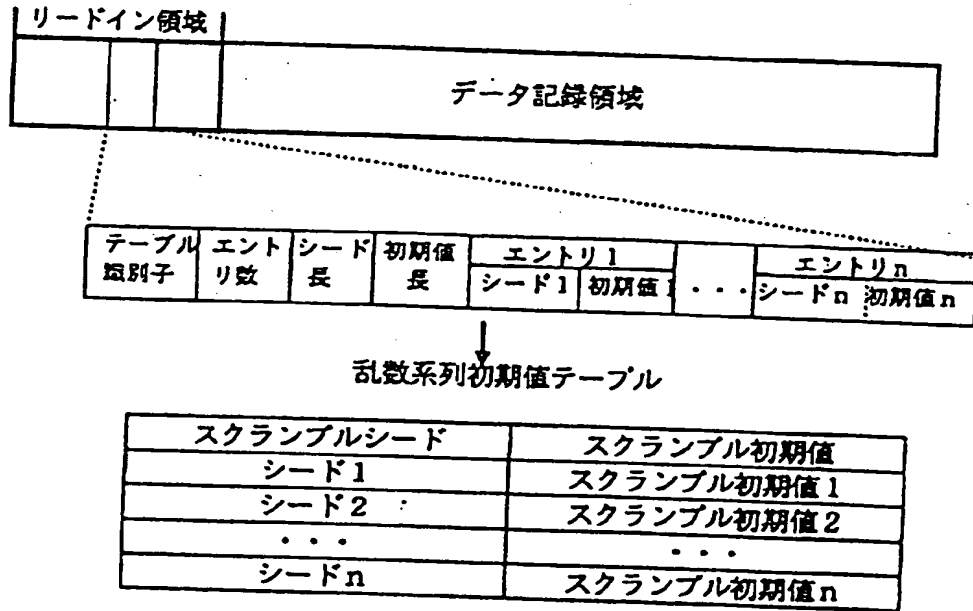 リードイン領域
データ記録領域
テーブル識別子
エントリ数
シード長
初期値長
エントリ1
シード1
初期値1
・・・
エントリn
シードn
初期値n
乱数系列初期値テーブル
スクランブルシード
スクランブル初期値
シード1
スクランブル初期値1
シード2
スクランブル初期値2
・・・
・・・
シードn
スクランブル初期値n